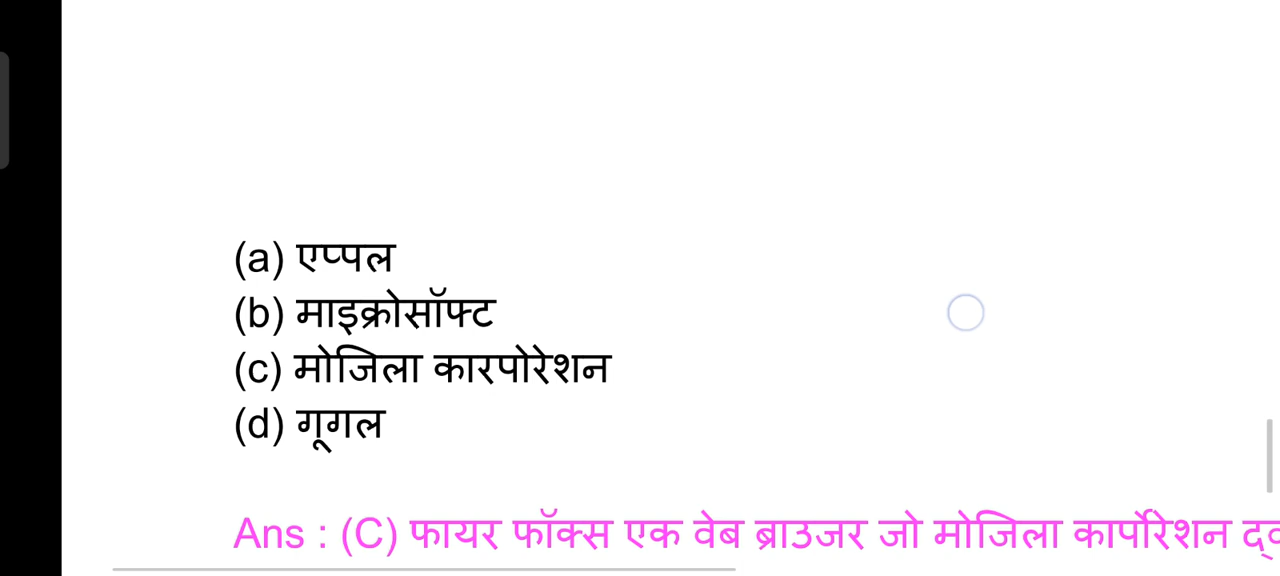 (a) एप्पल
(b) माइक्रोसॉफ्ट
(c) मोजिला कारपोरेशन
(d) गूगल
Ans : (C) फायर फॉक्स एक वेब ब्राउजर जो मोजिला कार्पोरेशन